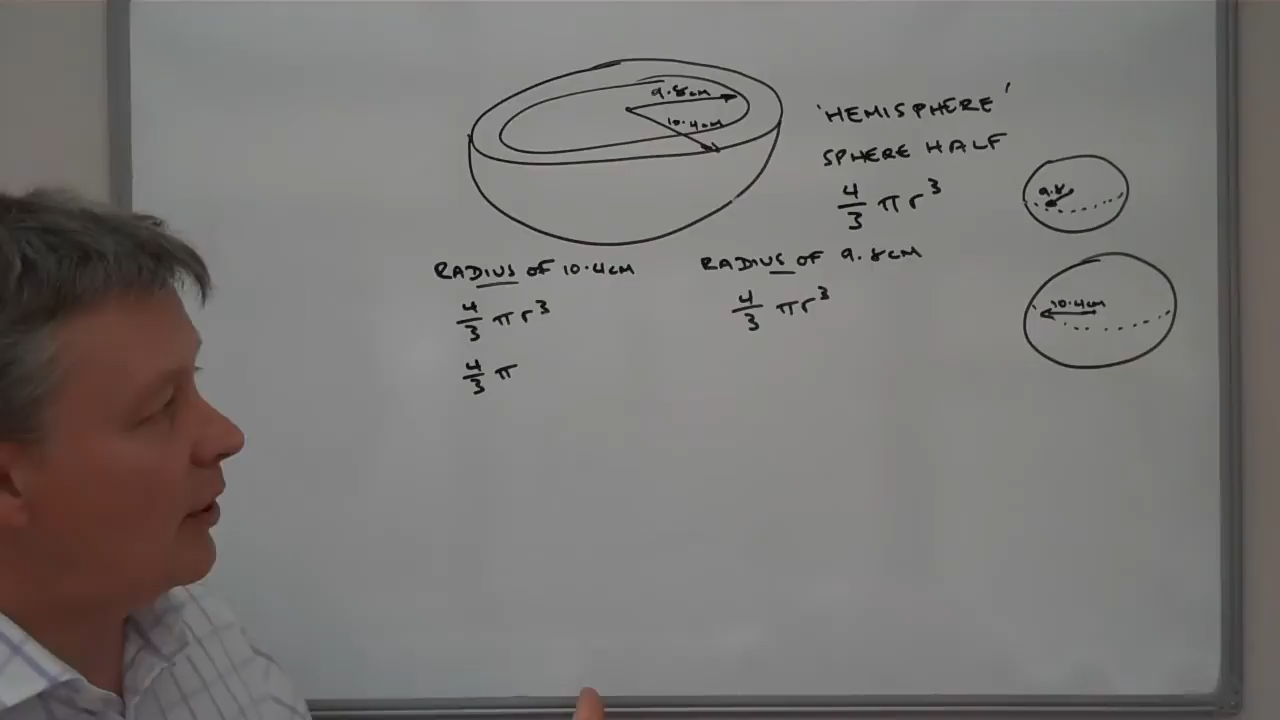 9.8cm
10.4cm
'HEMISPHERE'
SPHERE HALF
4/3 πr³
9.8
10.4cm
RADIUS OF 10.4cm
4/3 πr³
4/3 π
RADIUS OF 9.8cm
4/3 πr³